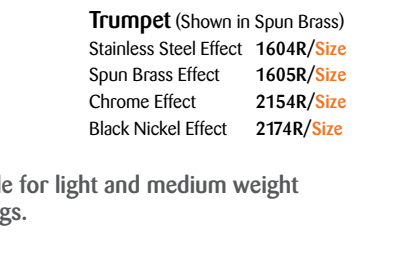 Trumpet (Shown in Spun Brass)
Stainless Steel Effect 1604R/Size
Spun Brass Effect 1605R/Size
Chrome Effect 2154R/Size
Black Nickel Effect 2174R/Size
for light and medium weight